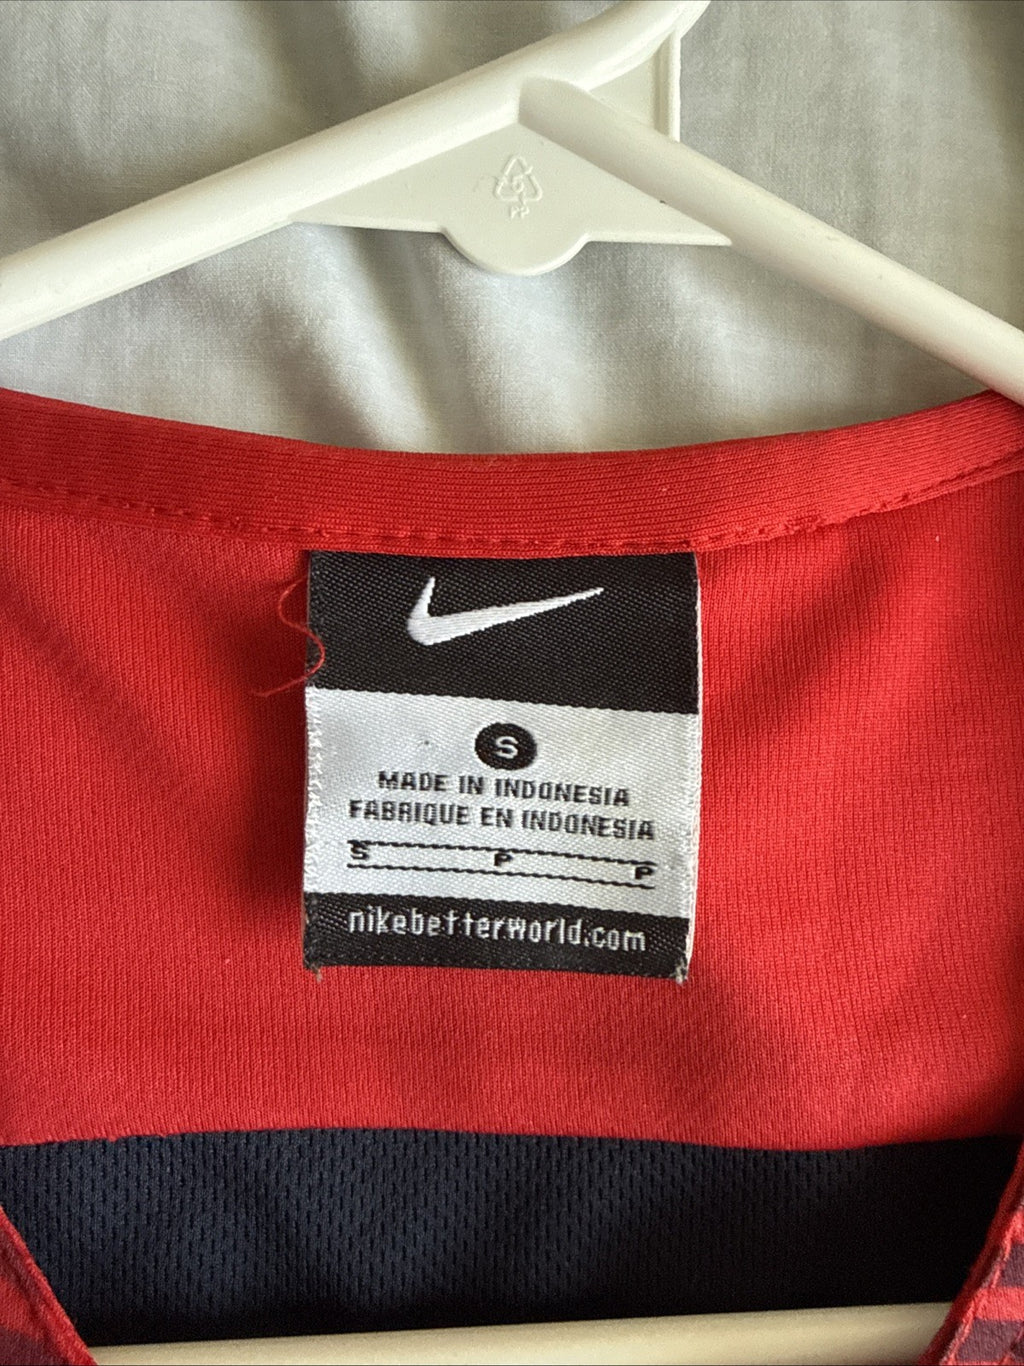 S
MADE IN INDONESIA
FABRIQUE EN INDONESIA
S P P
nikebetterworld.com